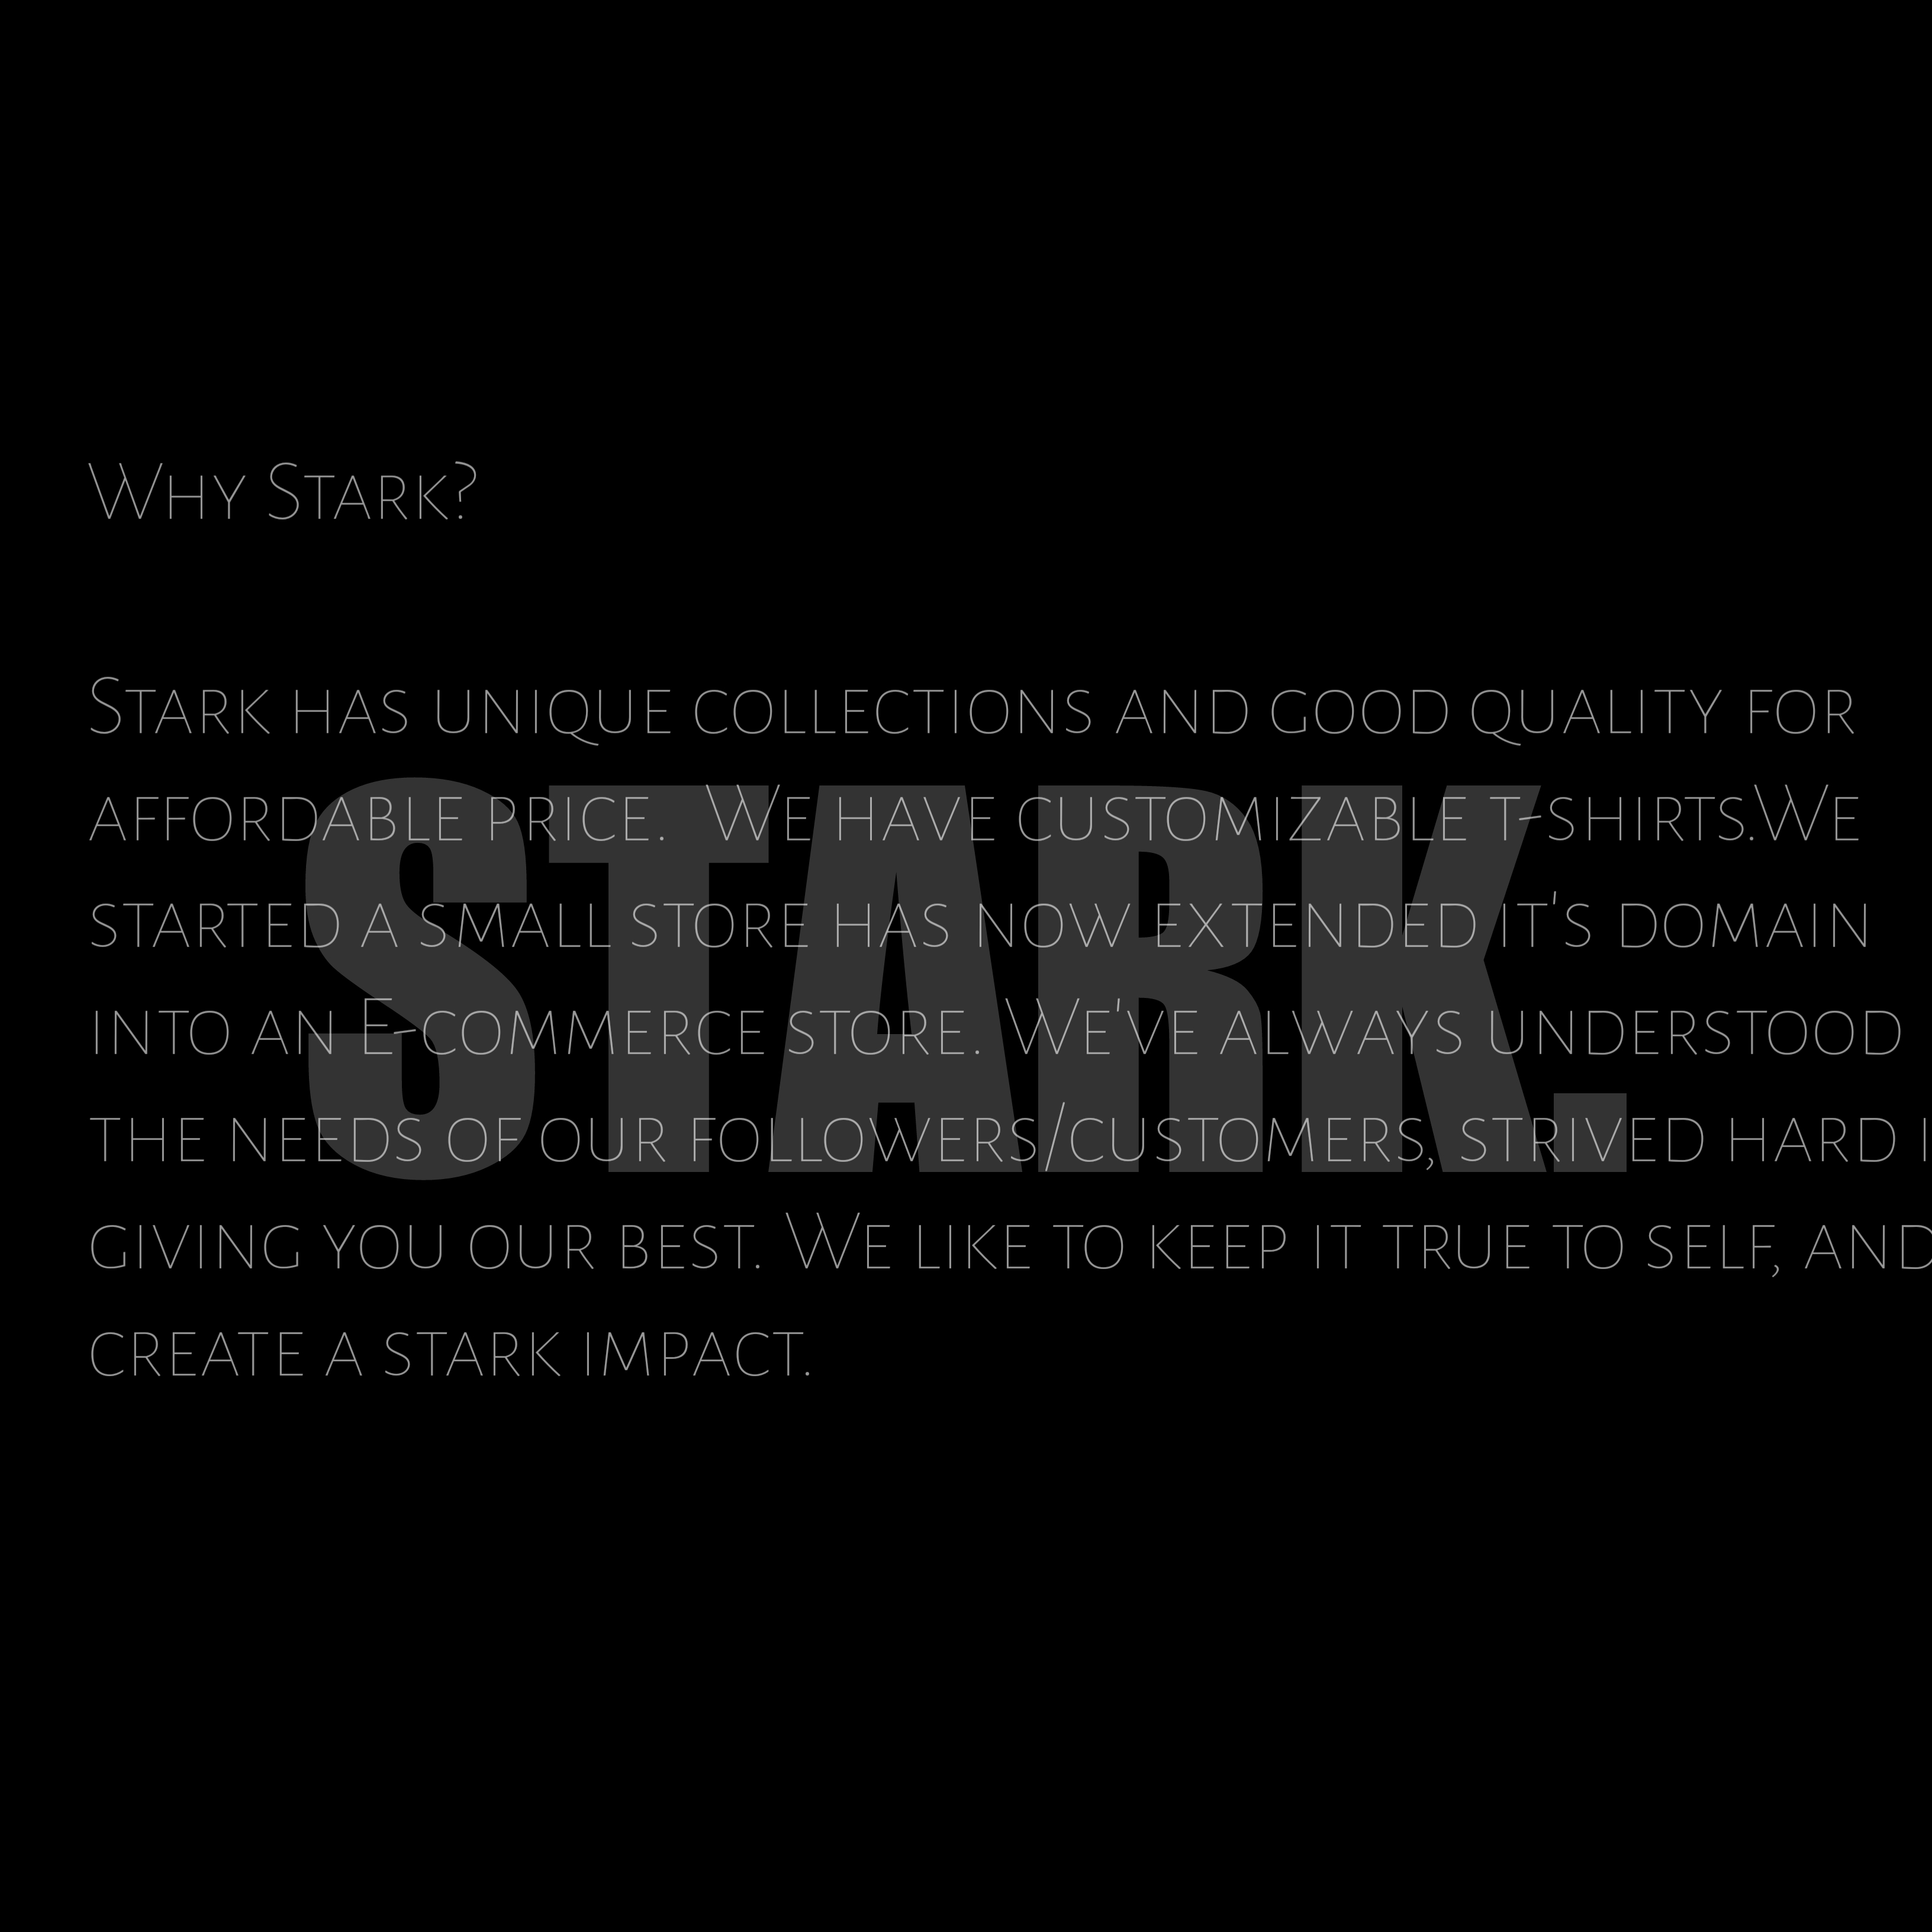 Why Stark?
Stark has unique collections and good quality for
affordable price. We have customizable t-shirts.We
started as small store has now extended it's domain
into an E-commerce store. We've always understood
the needs of our followers/customers, strived hard i
giving you our best. We like to keep it true to self, and
create a stark impact.
STARK.